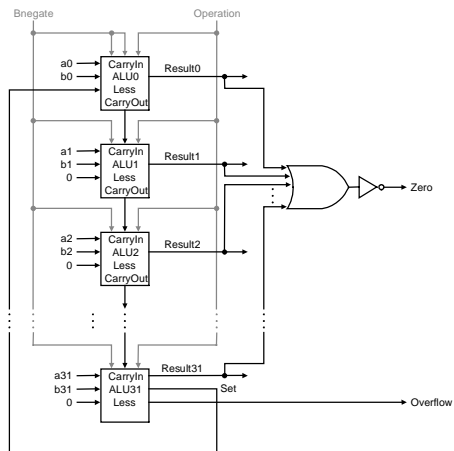 Bnegate Operation
a0 CarryIn Result0
b0 ALU0
Less
CarryOut
a1 CarryIn Result1
b1 ALU1
0 Less
CarryOut
Zero
a2 CarryIn
b2 ALU2 Result2
0 Less
CarryOut
Result31
a31 CarryIn
b31 ALU31 Set
0 Less Overflow